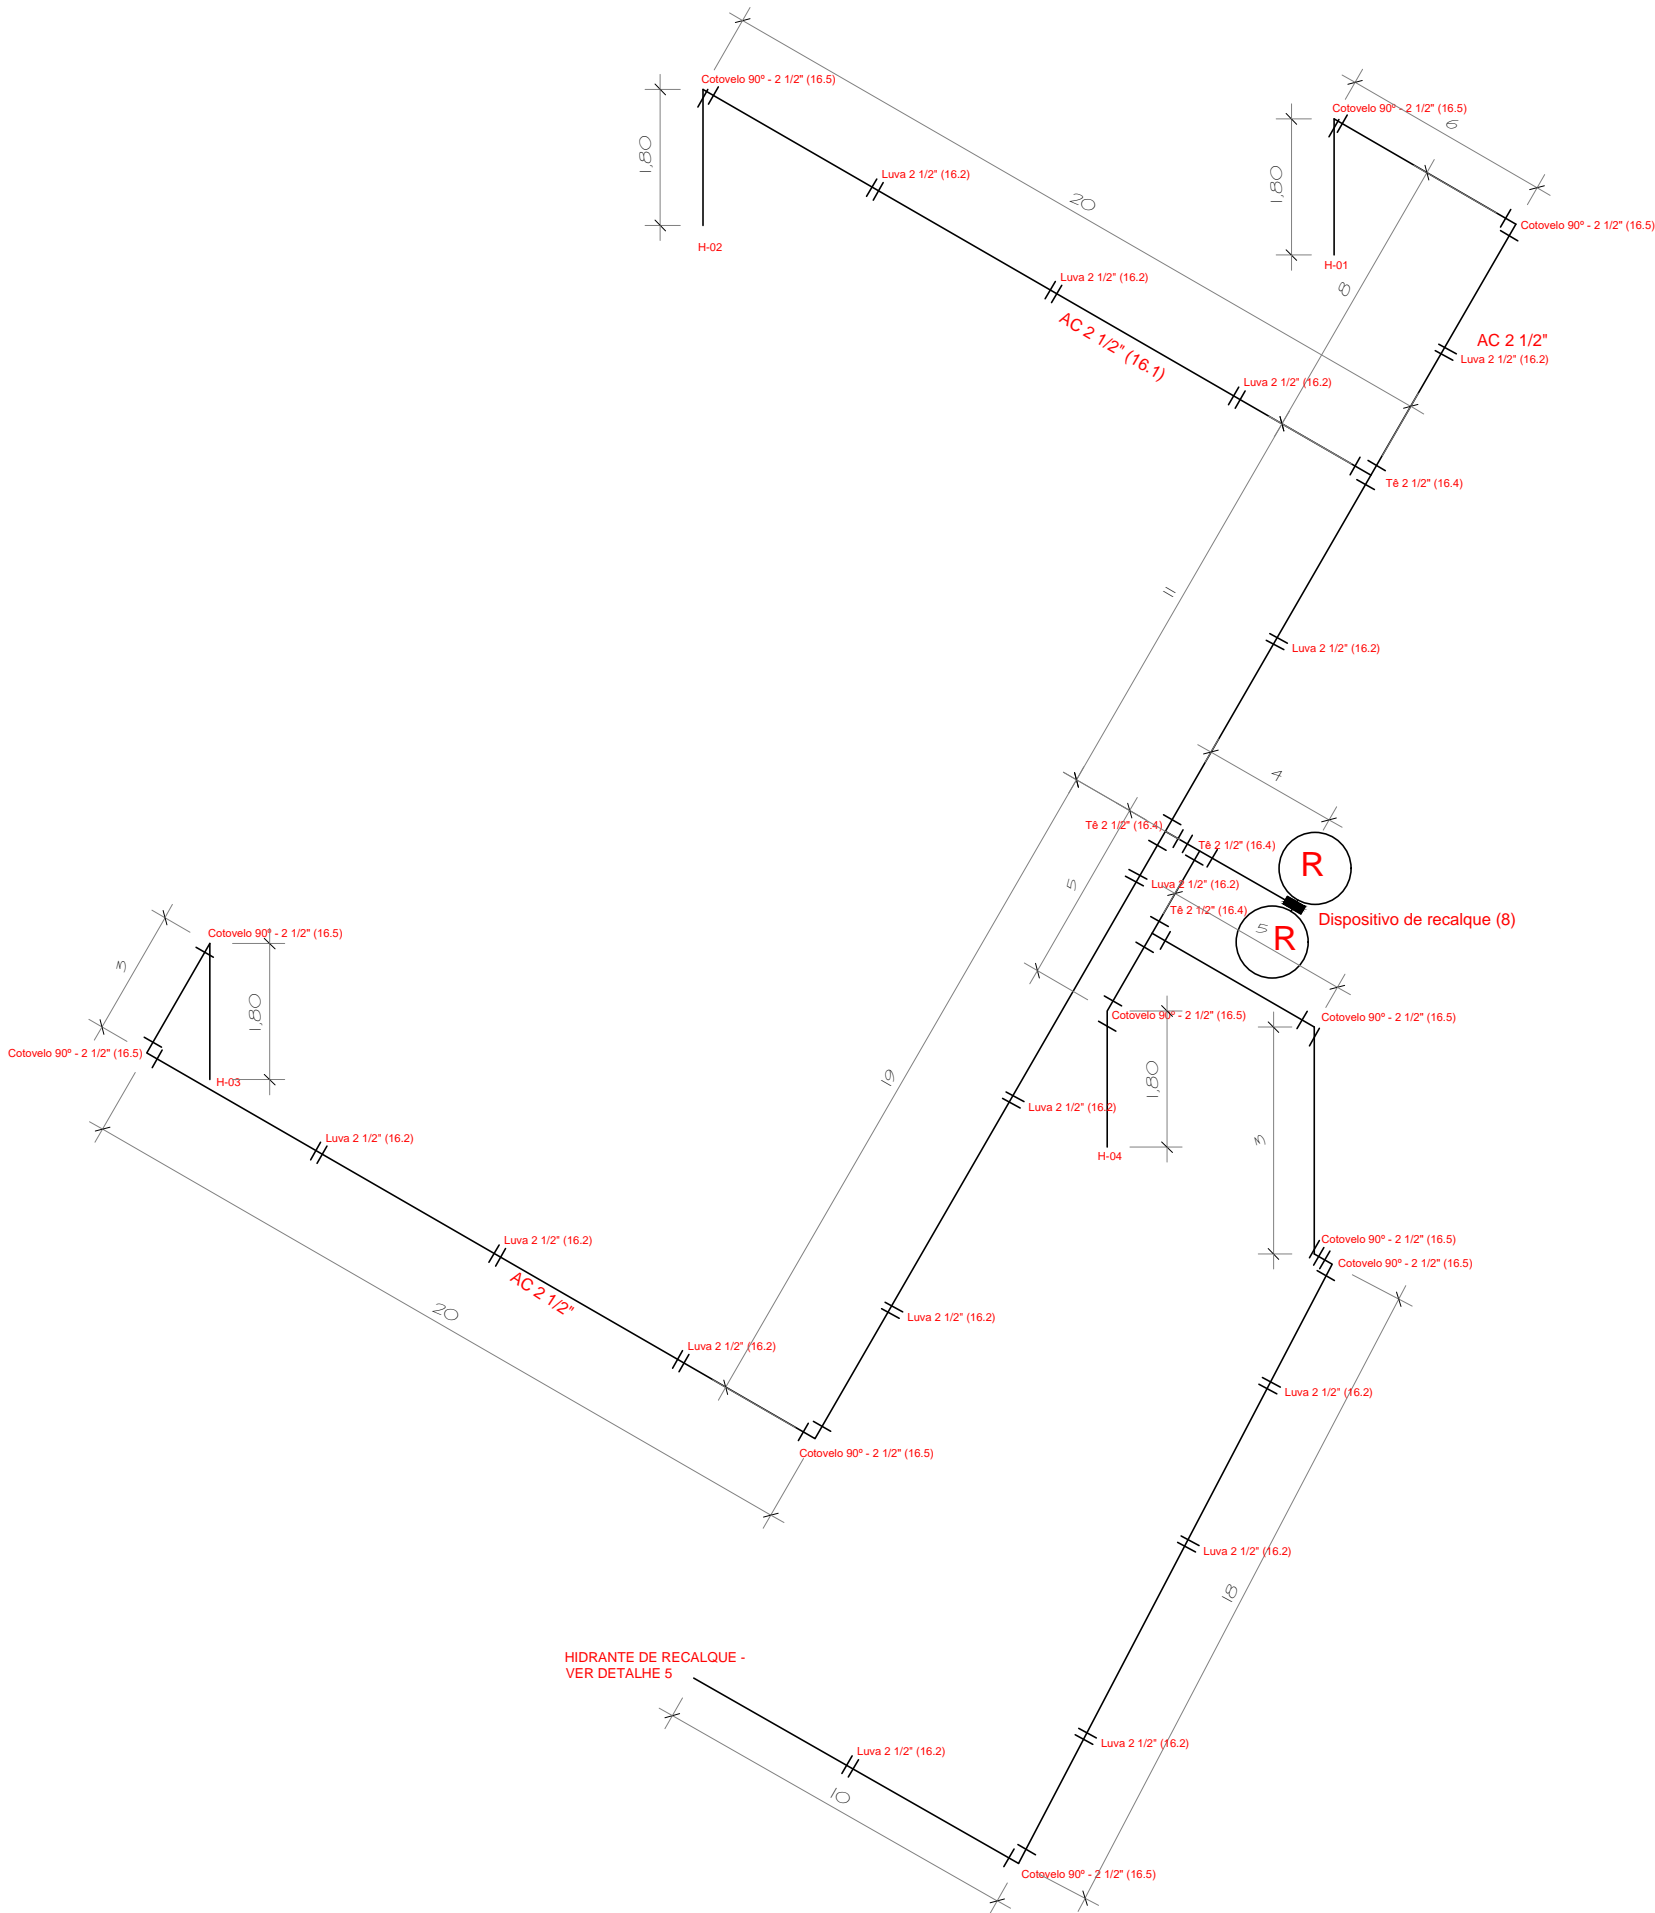 Cotovelo 90º - 2 1/2" (16.5)
Cotovelo 90º - 2 1/2" (16.5)
6
1,80
1,80
Luva 2 1/2" (16.2)
20
Cotovelo 90º - 2 1/2" (16.5)
H-02
H-01
Luva 2 1/2" (16.2)
8
AC 2 1/2" (16.1)
AC 2 1/2"
Luva 2 1/2" (16.2)
Luva 2 1/2" (16.2)
Tê 2 1/2" (16.4)
11
Luva 2 1/2" (16.2)
4
Tê 2 1/2" (16.4)
Tê 2 1/2" (16.4)
R
5
Luva 2 1/2" (16.2)
Tê 2 1/2" (16.4)
Dispositivo de recalque (8)
5
R
Cotovelo 90º - 2 1/2" (16.5)
3
1,80
Cotovelo 90º - 2 1/2" (16.5)
Cotovelo 90º - 2 1/2" (16.5)
Cotovelo 90º - 2 1/2" (16.5)
H-03
19
1,80
Luva 2 1/2" (16.2)
Luva 2 1/2" (16.2)
3
H-04
Luva 2 1/2" (16.2)
Cotovelo 90º - 2 1/2" (16.5)
Cotovelo 90º - 2 1/2" (16.5)
AC 2 1/2"
20
Luva 2 1/2" (16.2)
Luva 2 1/2" (16.2)
Luva 2 1/2" (16.2)
Cotovelo 90º - 2 1/2" (16.5)
Luva 2 1/2" (16.2)
18
HIDRANTE DE RECALQUE -
VER DETALHE 5
Luva 2 1/2" (16.2)
Luva 2 1/2" (16.2)
10
Cotovelo 90º - 2 1/2" (16.5)